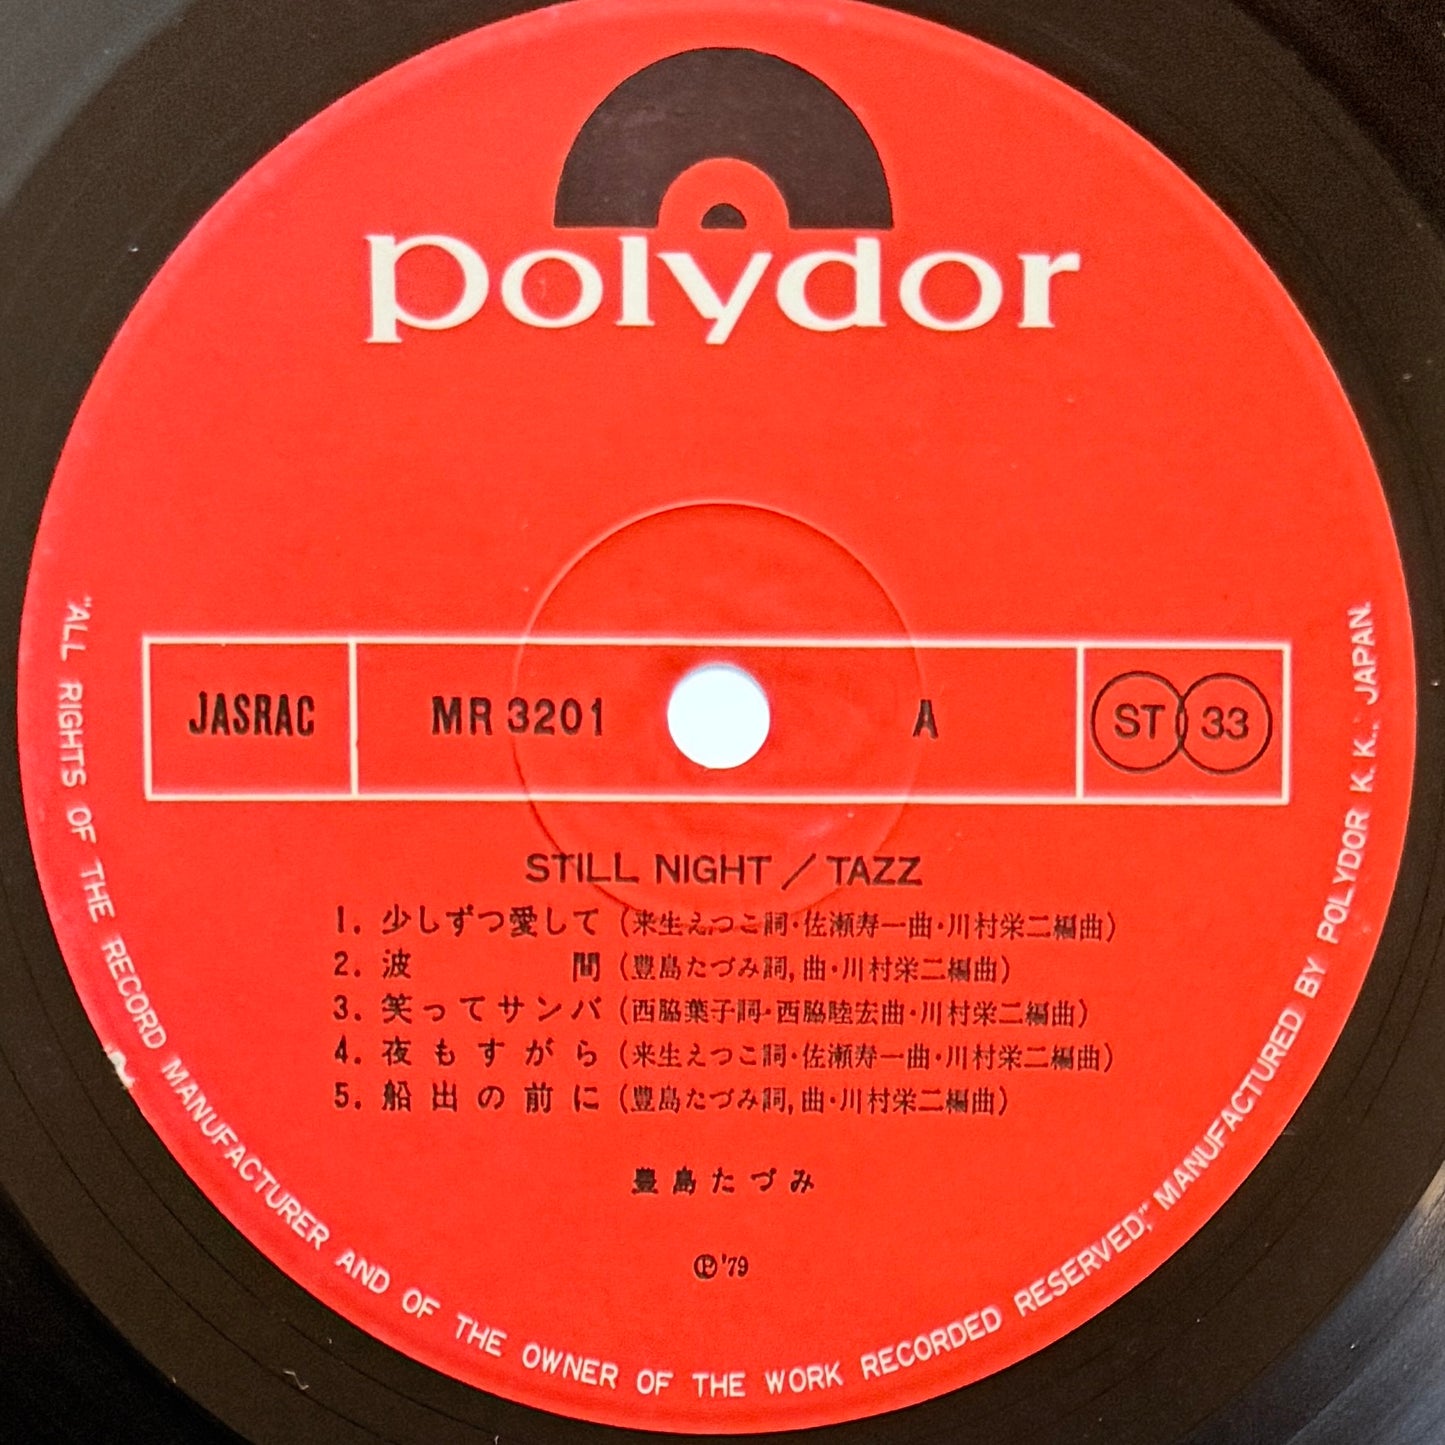 polydor
JASRAC MR 3201 A ST 33
STILL NIGHT / TAZZ
1. 少しずつ愛して (来生えつこ詞・佐瀬寿一曲・川村栄二編曲)
2. 波間 (豊島たづみ詞, 曲・川村栄二編曲)
3. 笑ってサンバ (西脇葉子詞・西脇睦宏曲・川村栄二編曲)
4. 夜もすがら (来生えつこ詞・佐瀬寿一曲・川村栄二編曲)
5. 船出の前に (豊島たづみ詞, 曲・川村栄二編曲)
豊島たづみ
Ⓟ'79
"ALL RIGHTS OF THE RECORD MANUFACTURER AND OF THE OWNER OF THE WORK RECORDED RESERVED," MANUFACTURED BY POLYDOR K. K., JAPAN.